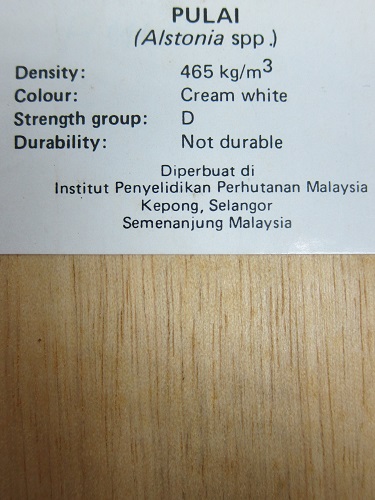 PULAI
(Alstonia spp.)
Density: 465 kg/m3
Colour: Cream white
Strength group: D
Durability: Not durable
Diperbuat di
Institut Penyelidikan Perhutanan Malaysia
Kepong, Selangor
Semenanjung Malaysia